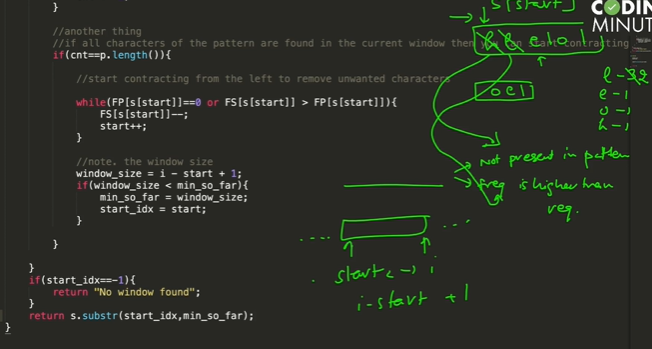 }
//another thing
//if all characters of the pattern are found in the current window then you can start contracting
if(cnt==p.length()){
//start contracting from the left to remove unwanted characters
while(FP[s[start]]==0 or FS[s[start]] > FP[s[start]]){
FS[s[start]]--;
start++;
}
//note. the window size
window_size = i - start + 1;
if(window_size < min_so_far){
min_so_far = window_size;
start_idx = start;
}
}
}
if(start_idx==-1){
return "No window found";
}
return s.substr(start_idx,min_so_far);
}
CODIN
MINUT
s[start]
e l o l
o e l
l - 2
e - 1
o - 1
h - 1
Not present in pattern
freq is higher than
req.
.... ....
start ↔ i
i - start + 1